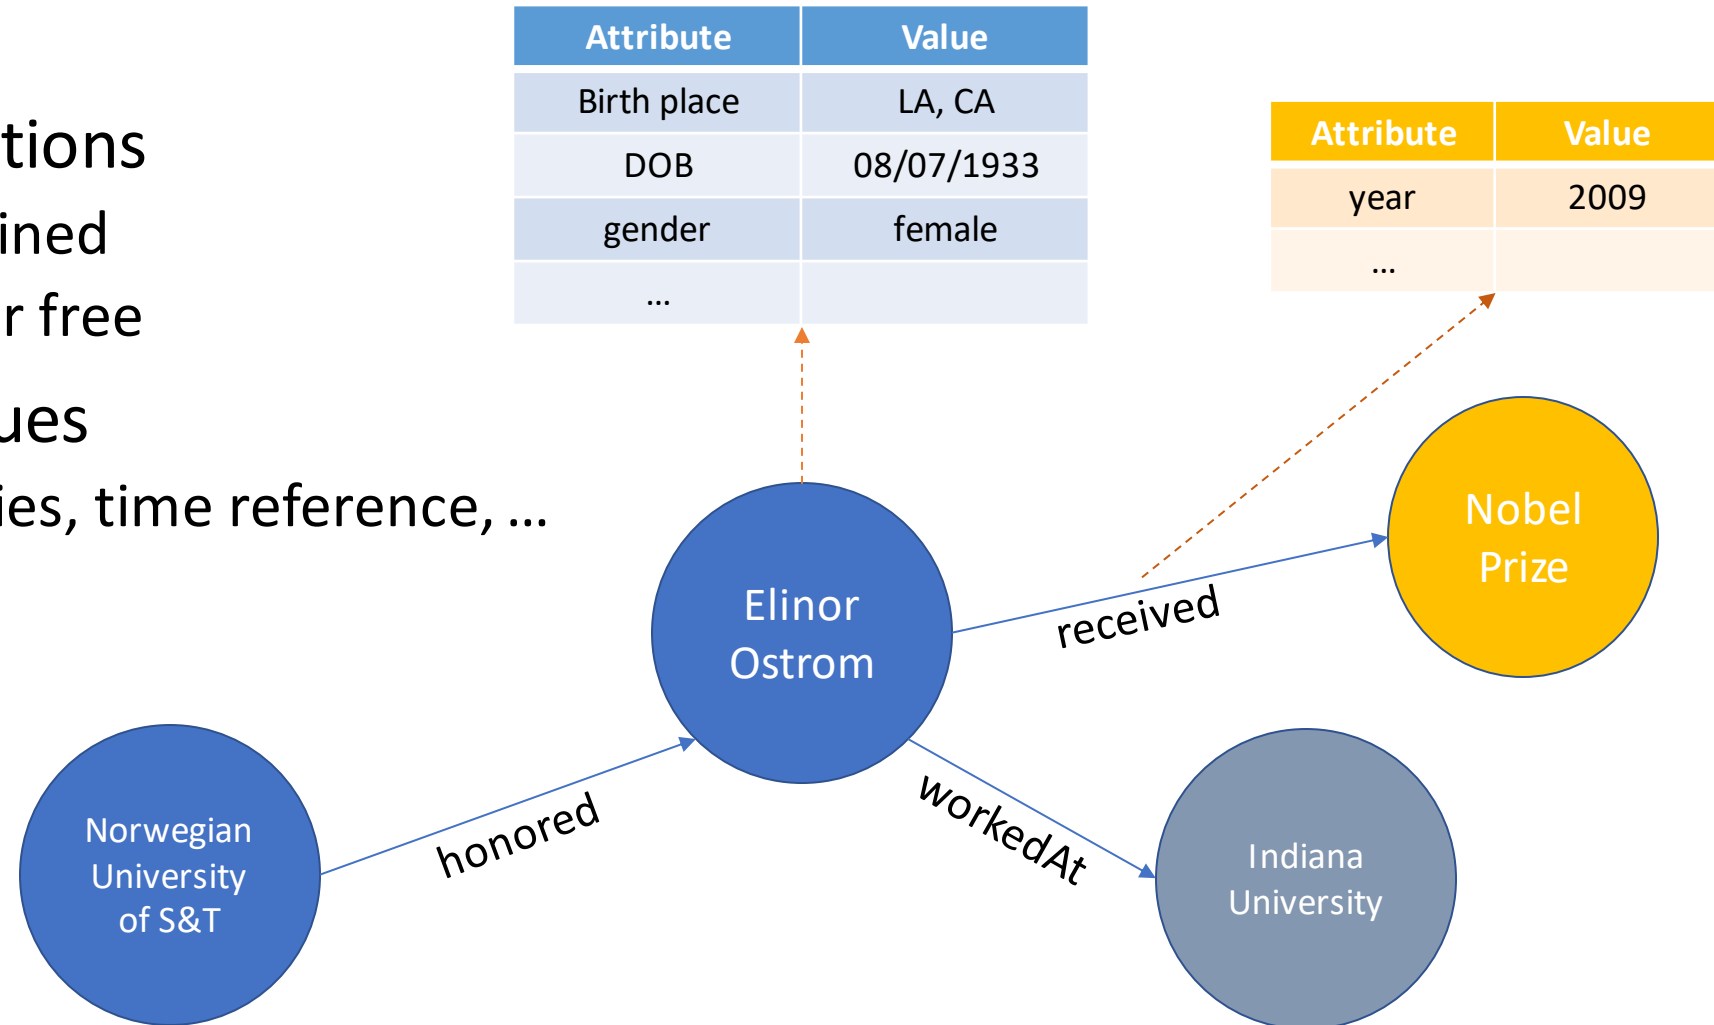 Attribute Value
Birth place LA, CA
DOB 08/07/1933
gender female
...
Attribute Value
year 2009
...
tions
ined
r free
ues
ies, time reference, ...
Elinor
Ostrom
Nobel
Prize
received
honored
workedAt
Norwegian
University
of S&T
Indiana
University